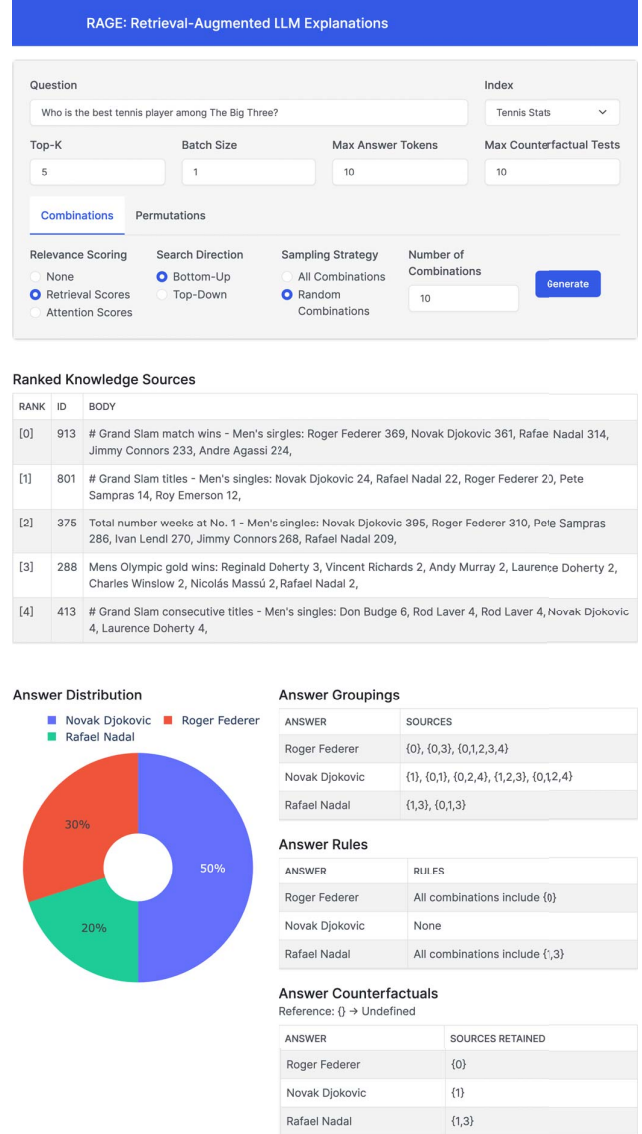 RAGE: Retrieval-Augmented LLM Explanations
Question
Index
Who is the best tennis player among The Big Three?
Tennis Stats
Top-K
Batch Size
Max Answer Tokens
Max Counterfactual Tests
5
1
10
10
Combinations
Permutations
Relevance Scoring
Search Direction
Sampling Strategy
Number of
Combinations
None
Bottom-Up
All Combinations
Retrieval Scores
Top-Down
Random
Combinations
10
Generate
Attention Scores
Ranked Knowledge Sources
RANK ID BODY
[0] 913 # Grand Slam match wins - Men's singles: Roger Federer 369, Novak Djokovic 361, Rafae Nadal 314,
Jimmy Connors 233, Andre Agassi 224,
[1] 801 # Grand Slam titles - Men's singles: Novak Djokovic 24, Rafael Nadal 22, Roger Federer 20, Pete
Sampras 14, Roy Emerson 12,
[2] 375 Total number weeks at No. 1 - Men's singles: Novak Djokovic 395, Roger Federer 310, Pete Sampras
286, Ivan Lendl 270, Jimmy Connors 268, Rafael Nadal 209,
[3] 288 Mens Olympic gold wins: Reginald Doherty 3, Vincent Richards 2, Andy Murray 2, Laurence Doherty 2,
Charles Winslow 2, Nicolás Massú 2, Rafael Nadal 2,
[4] 413 # Grand Slam consecutive titles - Men's singles: Don Budge 6, Rod Laver 4, Rod Laver 4, Novak Djokovic
4, Laurence Doherty 4,
Answer Distribution
Novak Djokovic Roger Federer
Rafael Nadal
30%
50%
20%
Answer Groupings
ANSWER SOURCES
Roger Federer {0}, {0,3}, {0,1,2,3,4}
Novak Djokovic {1}, {0,1}, {0,2,4}, {1,2,3}, {0,1,2,4}
Rafael Nadal {1,3}, {0,1,3}
Answer Rules
ANSWER RULES
Roger Federer All combinations include {0}
Novak Djokovic None
Rafael Nadal All combinations include {1,3}
Answer Counterfactuals
Reference: {} → Undefined
ANSWER SOURCES RETAINED
Roger Federer {0}
Novak Djokovic {1}
Rafael Nadal {1,3}